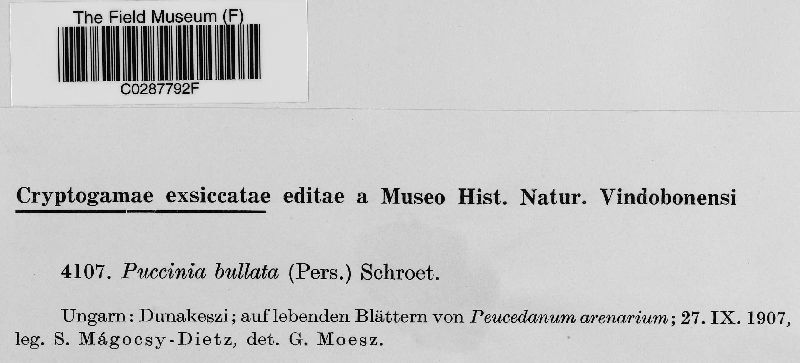 The Field Museum (F)
C0287792F
Cryptogamae exsiccatae editae a Museo Hist. Natur. Vindobonensi
4107. Puccinia bullata (Pers.) Schroet.
Ungarn: Dunakeszi; auf lebenden Blättern von Peucedanum arenarium; 27. IX. 1907,
leg. S. Mágocsy-Dietz, det. G. Moesz.